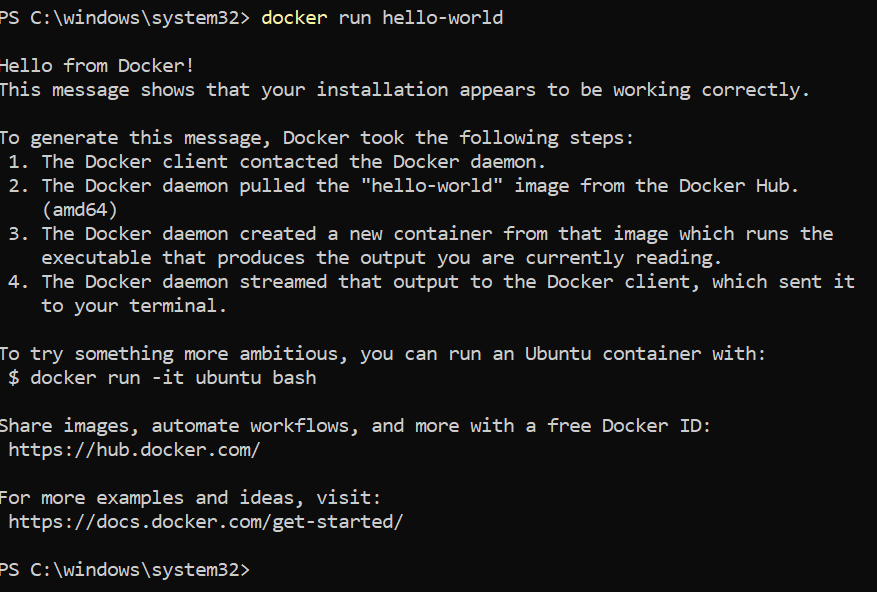 PS C:\windows\system32> docker run hello-world
Hello from Docker!
This message shows that your installation appears to be working correctly.
To generate this message, Docker took the following steps:
1. The Docker client contacted the Docker daemon.
2. The Docker daemon pulled the "hello-world" image from the Docker Hub.
(amd64)
3. The Docker daemon created a new container from that image which runs the
executable that produces the output you are currently reading.
4. The Docker daemon streamed that output to the Docker client, which sent it
to your terminal.
To try something more ambitious, you can run an Ubuntu container with:
$ docker run -it ubuntu bash
Share images, automate workflows, and more with a free Docker ID:
https://hub.docker.com/
For more examples and ideas, visit:
https://docs.docker.com/get-started/
PS C:\windows\system32>